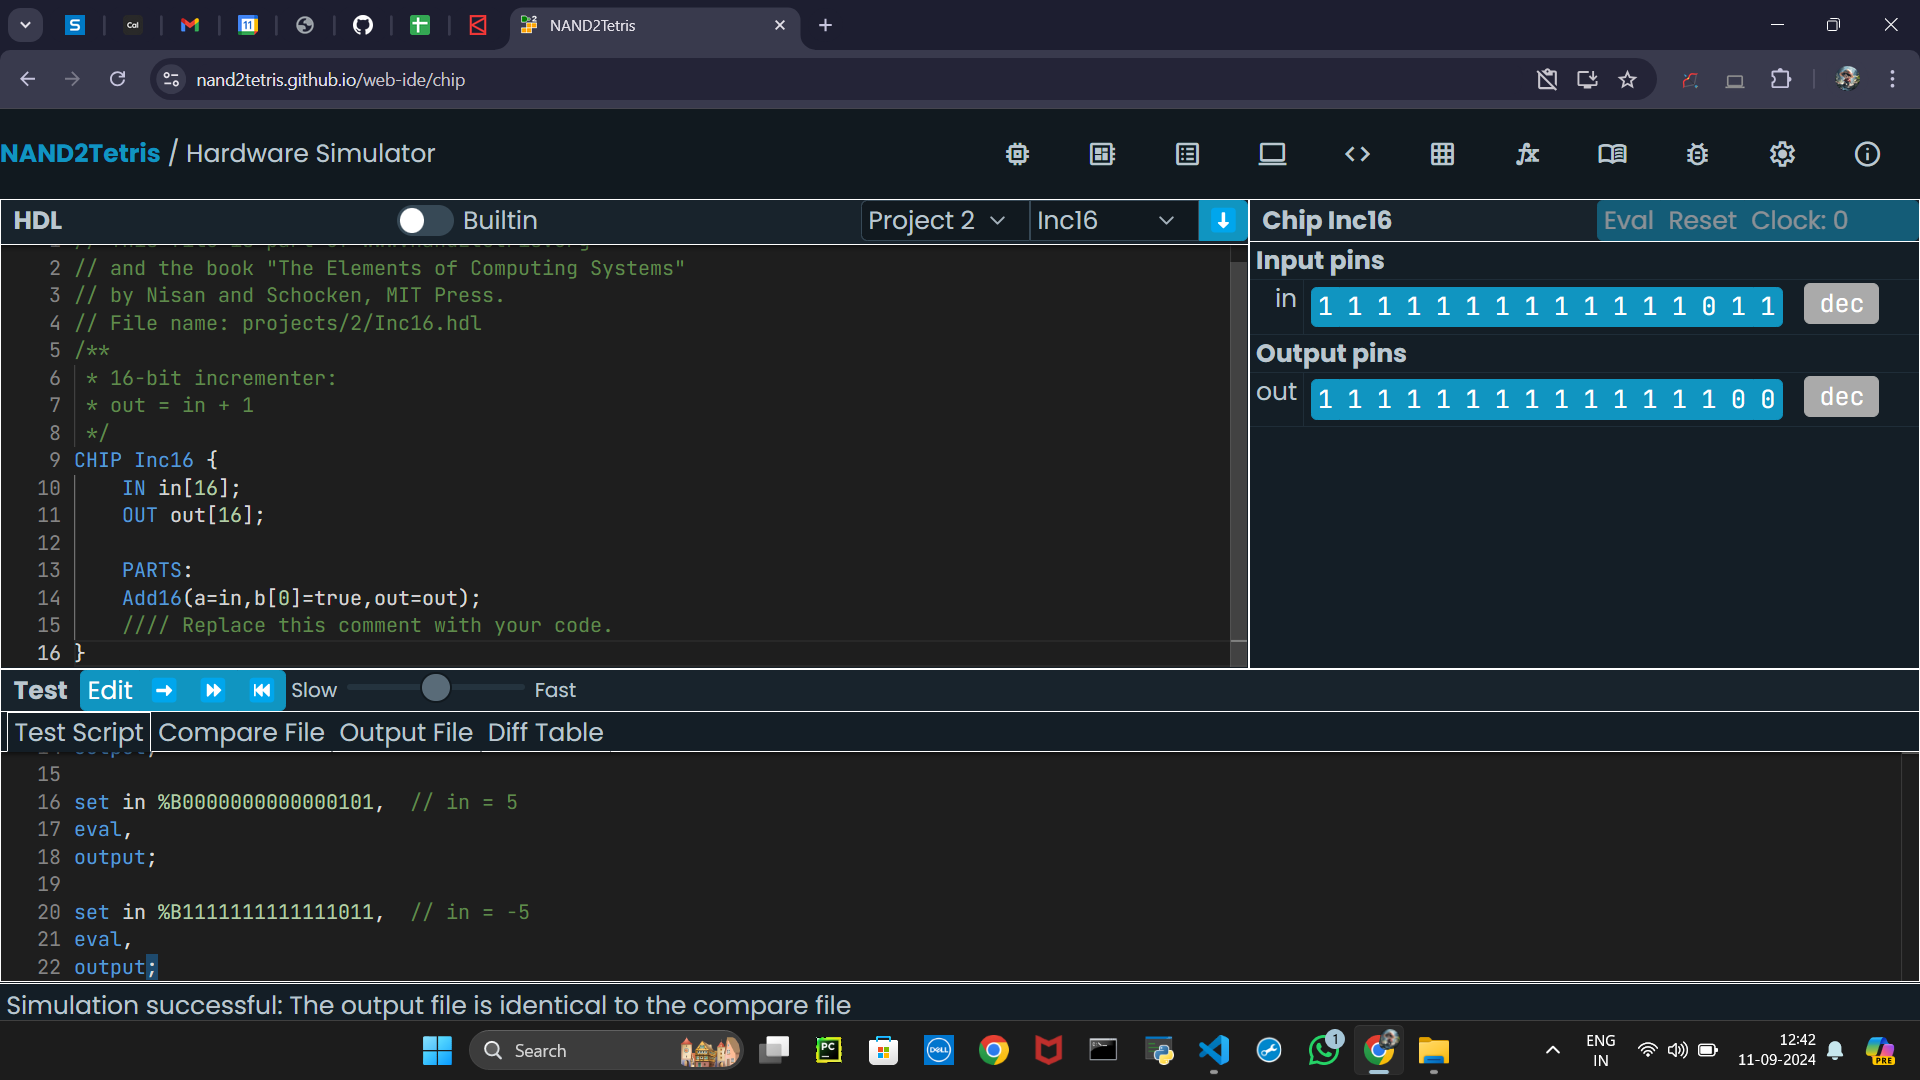 NAND2Tetris
nand2tetris.github.io/web-ide/chip
NAND2Tetris / Hardware Simulator
HDL Builtin Project 2 Inc16
2 // and the book "The Elements of Computing Systems"
3 // by Nisan and Schocken, MIT Press.
4 // File name: projects/2/Inc16.hdl
5 /**
6 * 16-bit incrementer:
7 * out = in + 1
8 */
9 CHIP Inc16 {
10 IN in[16];
11 OUT out[16];
12
13 PARTS:
14 Add16(a=in,b[0]=true,out=out);
15 //// Replace this comment with your code.
16 }
Chip Inc16 Eval Reset Clock: 0
Input pins
in 1 1 1 1 1 1 1 1 1 1 1 1 1 0 1 1 dec
Output pins
out 1 1 1 1 1 1 1 1 1 1 1 1 1 1 0 0 dec
Test Edit Slow Fast
Test Script Compare File Output File Diff Table
15
16 set in %B0000000000000101, // in = 5
17 eval,
18 output;
19
20 set in %B1111111111111011, // in = -5
21 eval,
22 output;
Simulation successful: The output file is identical to the compare file
Search
1
ENG
IN
12:42
11-09-2024